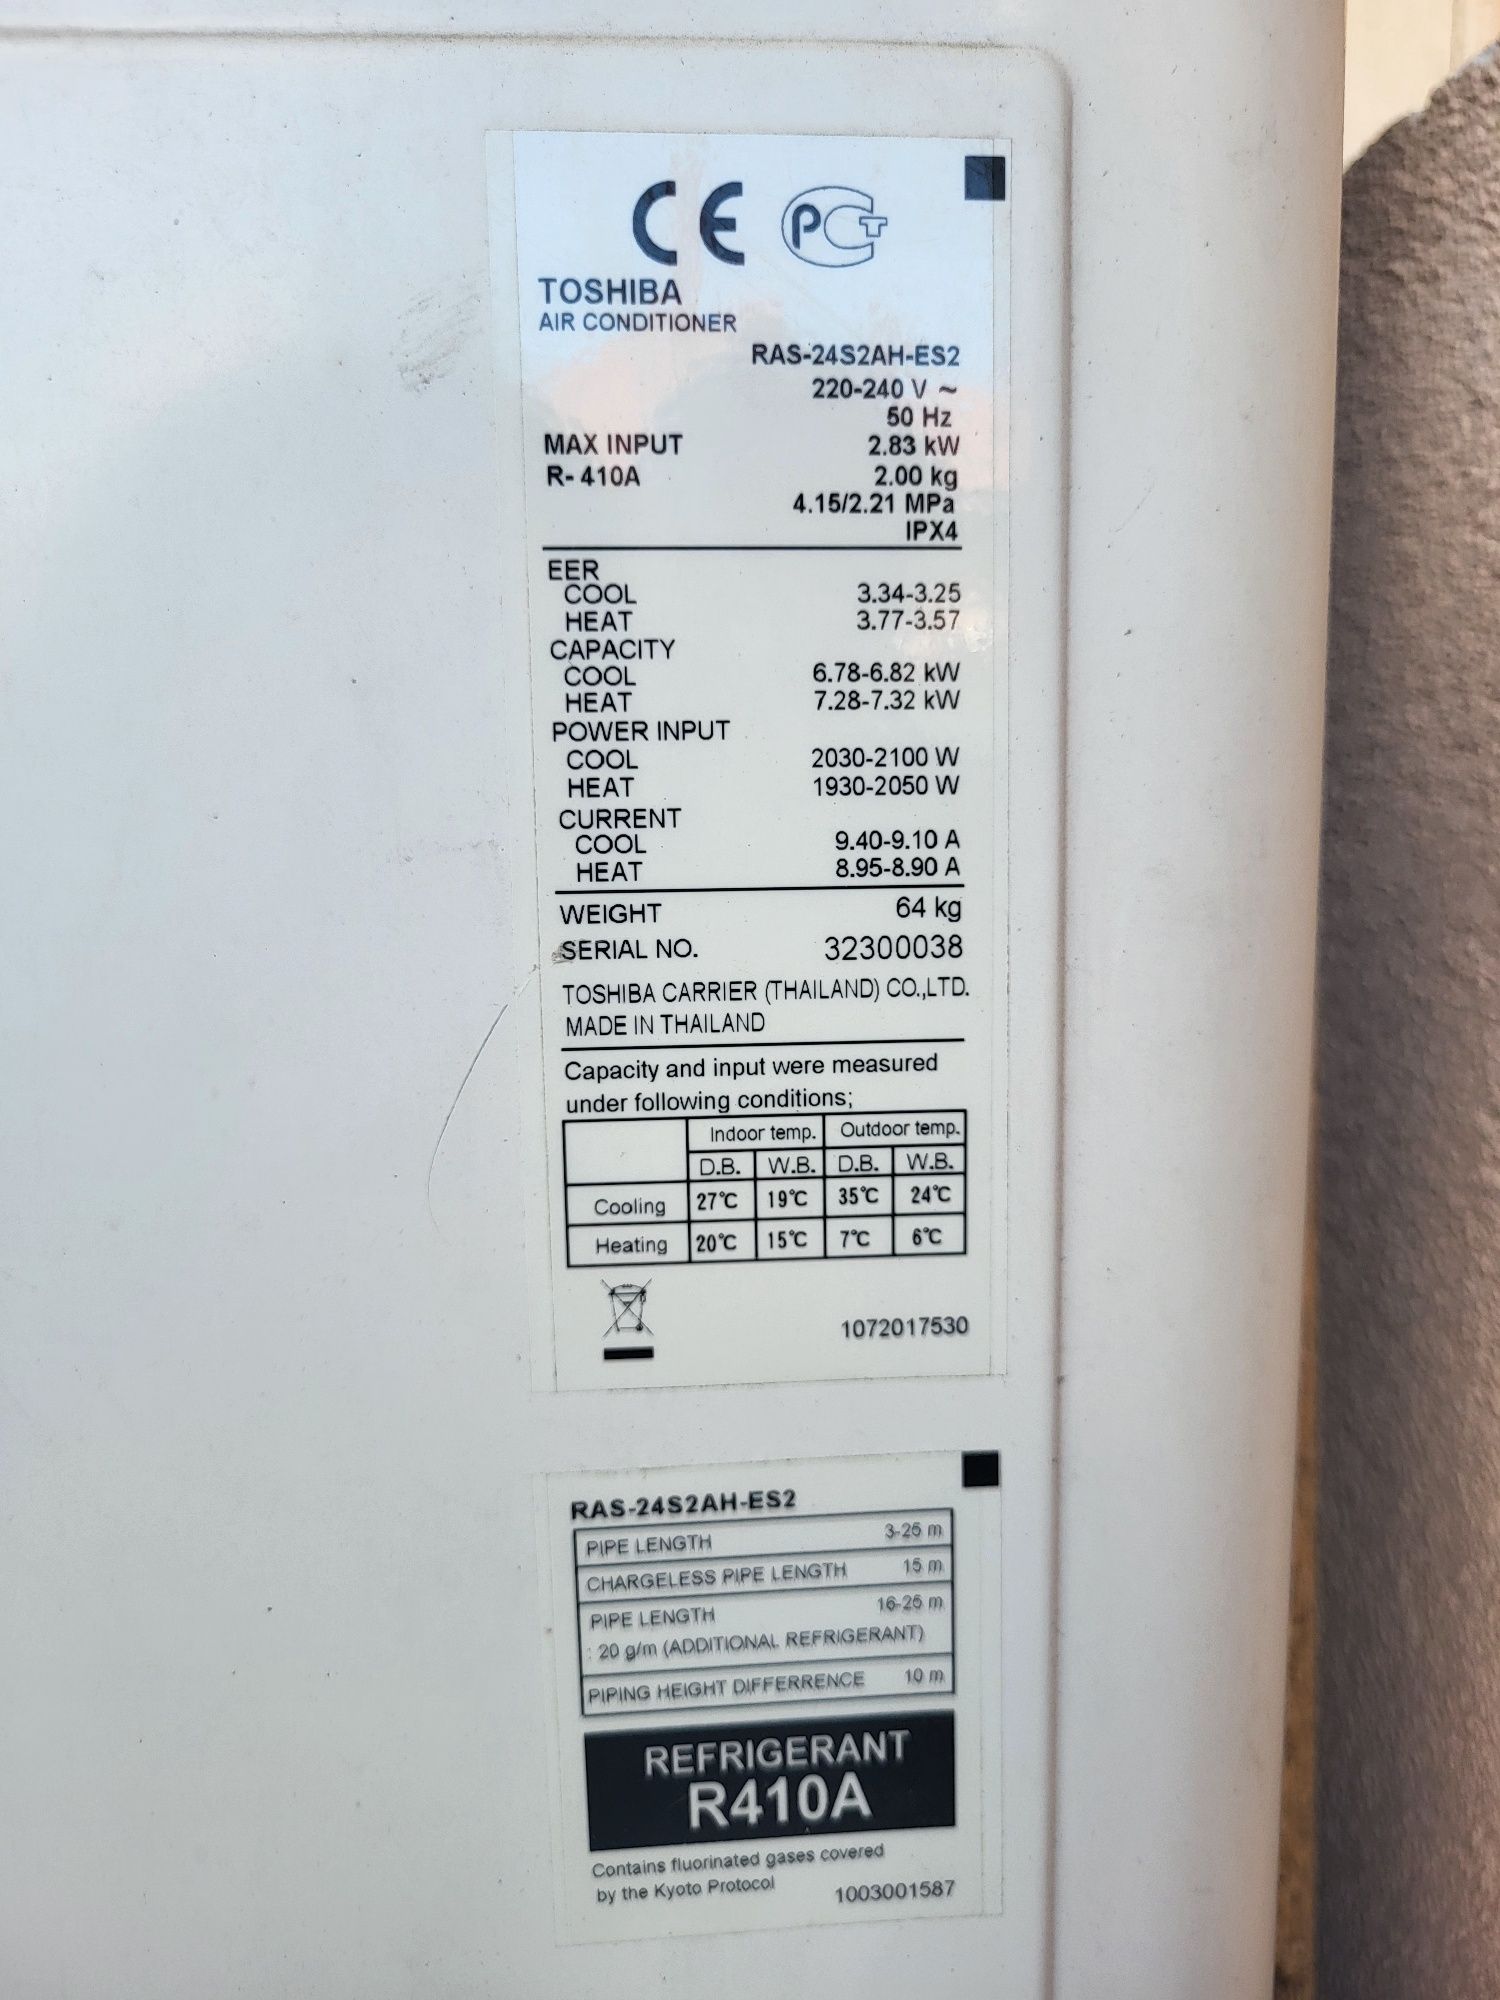 CE PCT
TOSHIBA
AIR CONDITIONER
RAS-24S2AH-ES2
220-240 V ~
50 Hz
MAX INPUT 2.83 kW
R- 410A 2.00 kg
4.15/2.21 MPa
IPX4
EER
COOL 3.34-3.25
HEAT 3.77-3.57
CAPACITY
COOL 6.78-6.82 kW
HEAT 7.28-7.32 kW
POWER INPUT
COOL 2030-2100 W
HEAT 1930-2050 W
CURRENT
COOL 9.40-9.10 A
HEAT 8.95-8.90 A
WEIGHT 64 kg
SERIAL NO. 32300038
TOSHIBA CARRIER (THAILAND) CO.,LTD.
MADE IN THAILAND
Capacity and input were measured
under following conditions;
Indoor temp. Outdoor temp.
D.B. W.B. D.B. W.B.
Cooling 27℃ 19℃ 35℃ 24℃
Heating 20℃ 15℃ 7℃ 6℃
1072017530
RAS-24S2AH-ES2
PIPE LENGTH 3-25 m
CHARGELESS PIPE LENGTH 15 m
PIPE LENGTH 16-25 m
: 20 g/m (ADDITIONAL REFRIGERANT)
PIPING HEIGHT DIFFERRENCE 10 m
REFRIGERANT
R410A
Contains fluorinated gases covered
by the Kyoto Protocol
1003001587